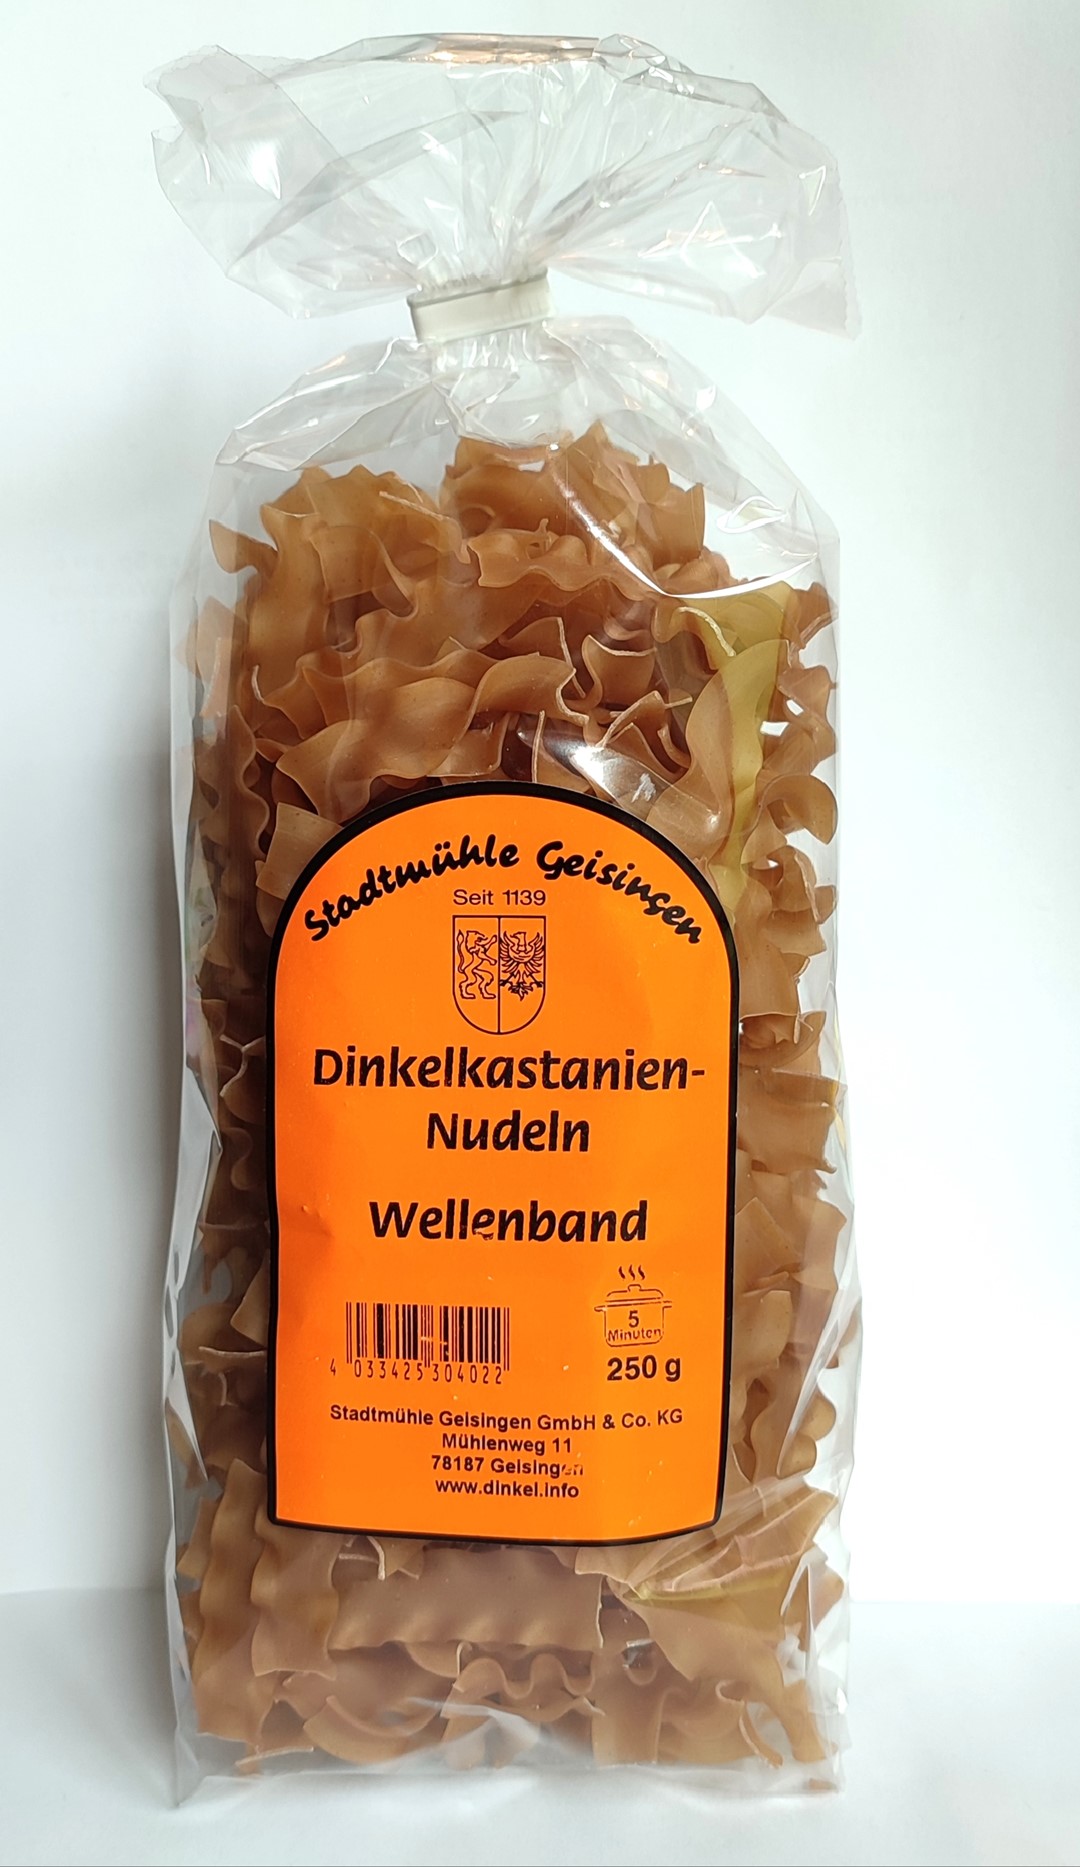 Stadtmühle Geisingen
Seit 1139
Dinkelkastanien-
Nudeln
Wellenband
5
Minuten
4 033425 304022
250 g
Stadtmühle Geisingen GmbH & Co. KG
Mühlenweg 11
78187 Geisingen
www.dinkel.info